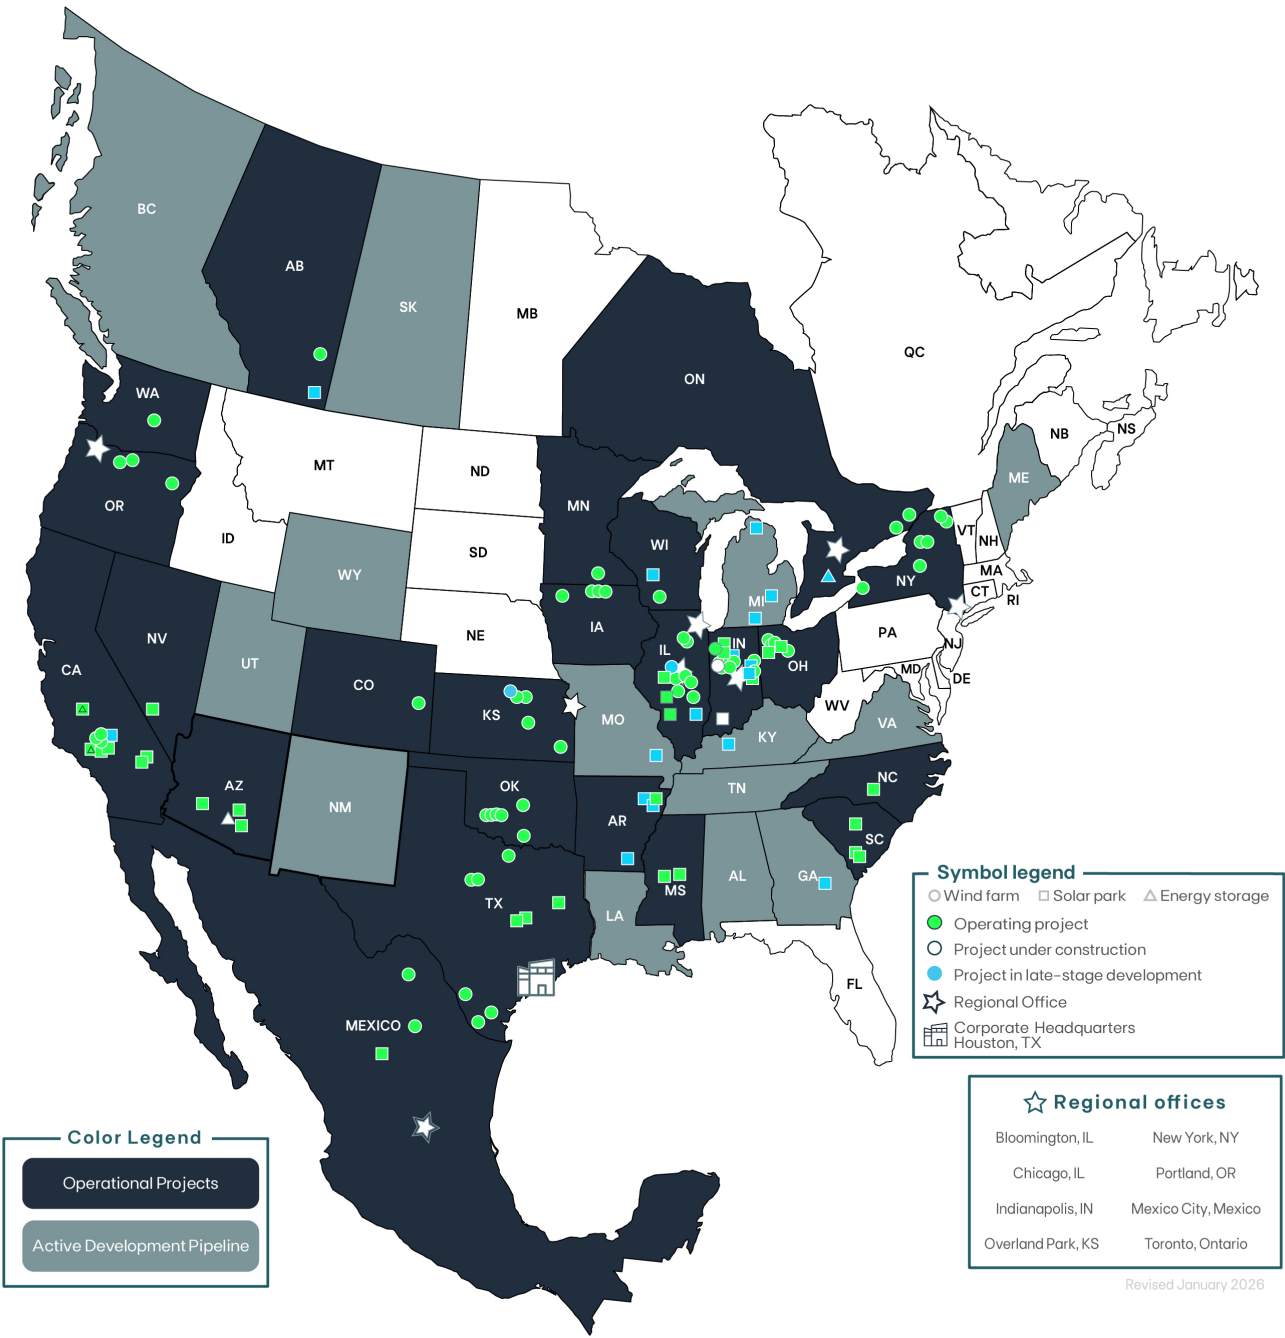 BC
AB
SK
MB
ON
QC
NB
NS
ME
WA
OR
MT
ID
ND
SD
WY
MN
WI
MI
VT
NH
MA
CT
RI
NY
PA
NJ
MD
DE
NE
IA
IL
IN
OH
WV
VA
CA
NV
UT
CO
KS
MO
KY
AZ
NM
OK
AR
TN
NC
SC
TX
LA
MS
AL
GA
FL
MEXICO
Symbol legend
Wind farm
Solar park
Energy storage
Operating project
Project under construction
Project in late-stage development
Regional Office
Corporate Headquarters
Houston, TX
Regional offices
Bloomington, IL
New York, NY
Chicago, IL
Portland, OR
Indianapolis, IN
Mexico City, Mexico
Overland Park, KS
Toronto, Ontario
Revised January 2026
Color Legend
Operational Projects
Active Development Pipeline